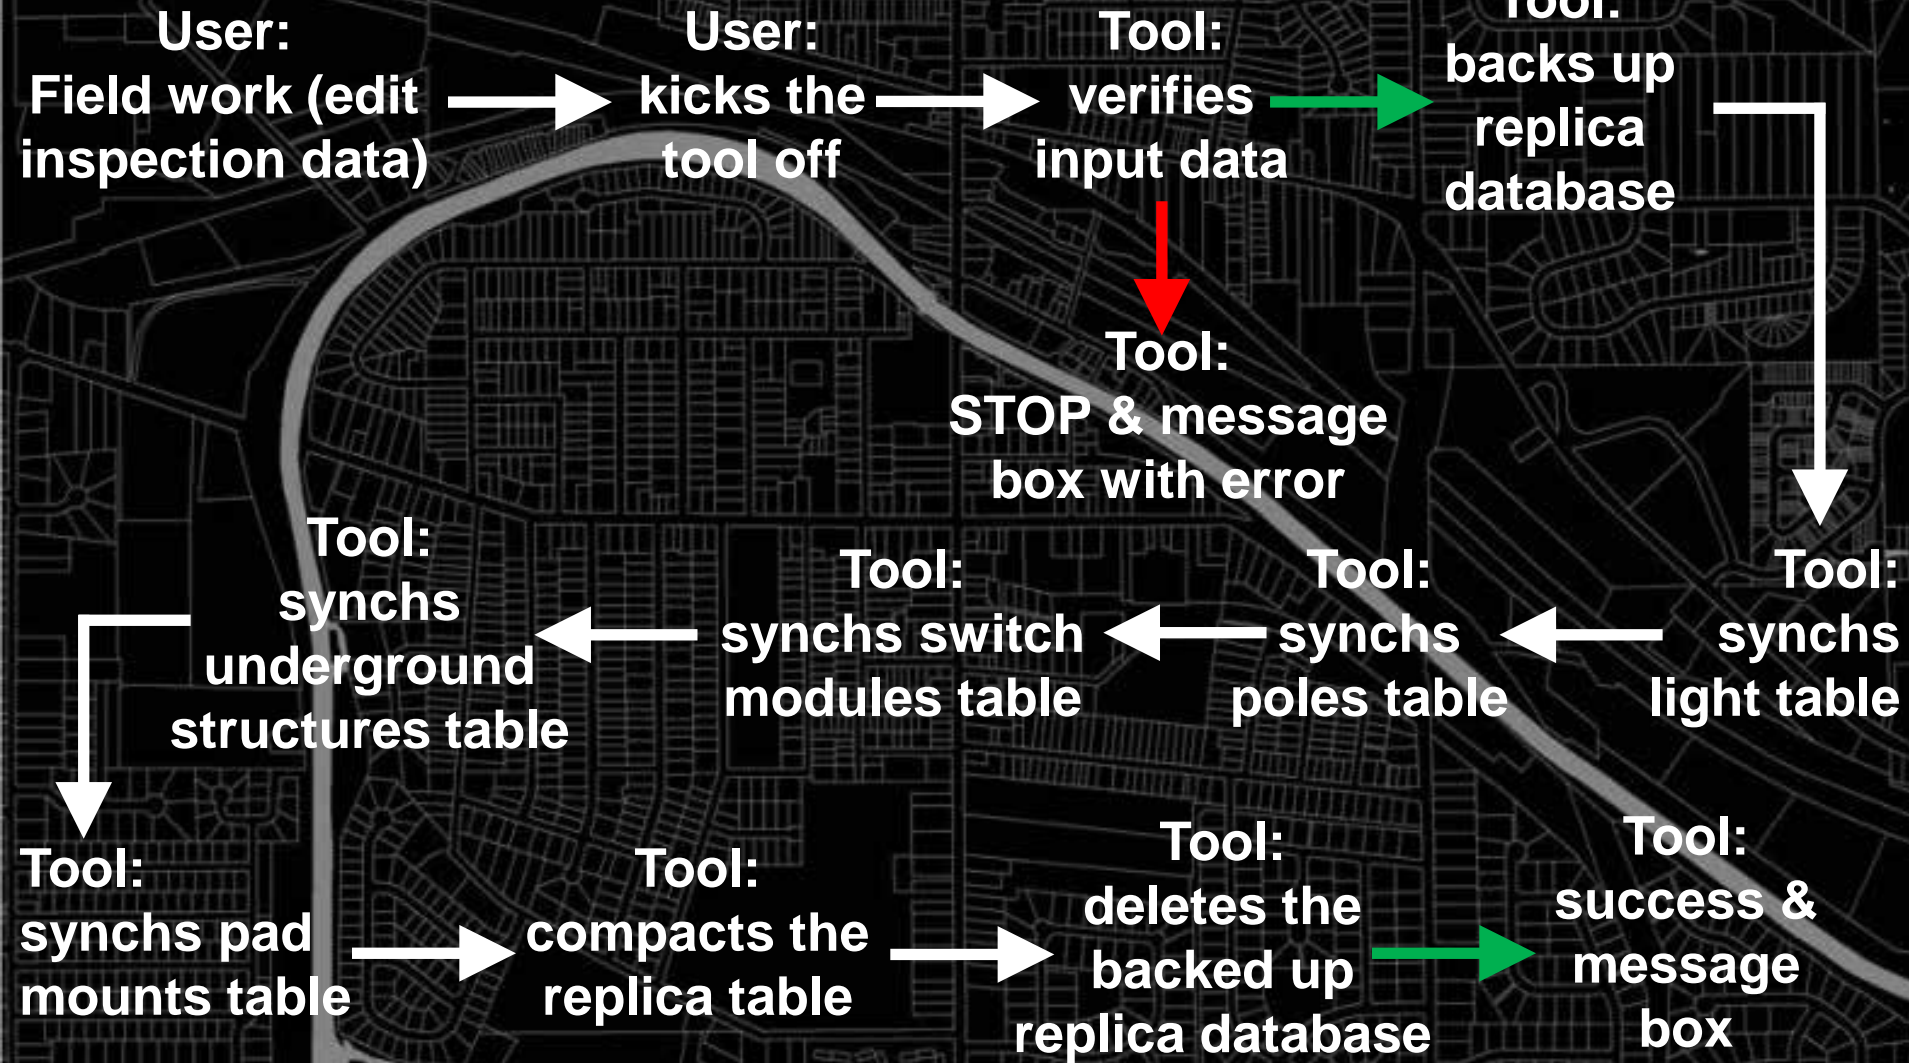 User:
Field work (edit
inspection data)
User:
kicks the
tool off
Tool:
verifies
input data
Tool:
backs up
replica
database
Tool:
STOP & message
box with error
Tool:
synchs
light table
Tool:
synchs
poles table
Tool:
synchs switch
modules table
Tool:
synchs
underground
structures table
Tool:
synchs pad
mounts table
Tool:
compacts the
replica table
Tool:
deletes the
backed up
replica database
Tool:
success &
message
box